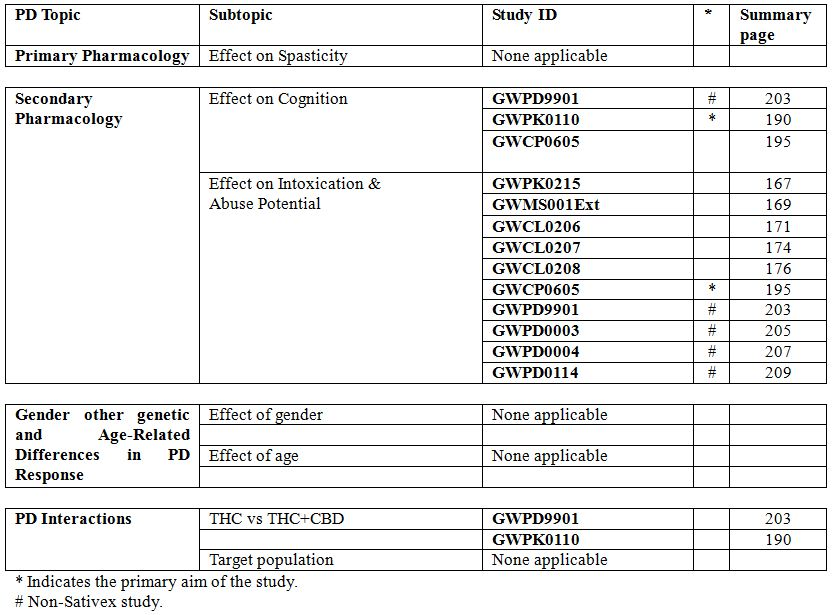 PD Topic Subtopic Study ID * Summary page
Primary Pharmacology Effect on Spasticity None applicable
Secondary Pharmacology Effect on Cognition GWPD9901 # 203
GWPK0110 * 190
GWCP0605 195
Effect on Intoxication & Abuse Potential GWPK0215 167
GWMS001Ext 169
GWCL0206 171
GWCL0207 174
GWCL0208 176
GWCP0605 * 195
GWPD9901 # 203
GWPD0003 # 205
GWPD0004 # 207
GWPD0114 # 209
Gender other genetic and Age-Related Differences in PD Response Effect of gender None applicable
Effect of age None applicable
PD Interactions THC vs THC+CBD GWPD9901 203
GWPK0110 190
Target population None applicable
* Indicates the primary aim of the study.
# Non-Sativex study.